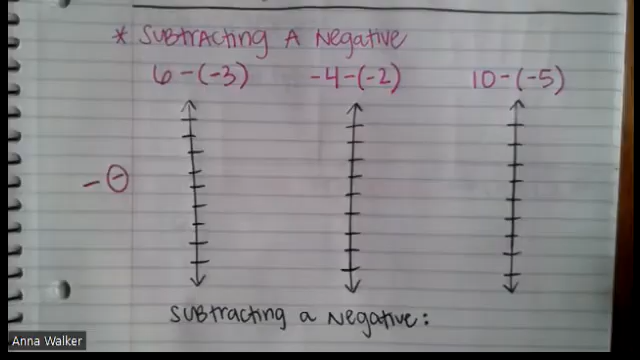 * SUBTRACTING A NEGATIVE
6-(-3) -4-(-2) 10-(-5)
- ⊖
SUBTRACTING A NEGATIVE:
Anna Walker